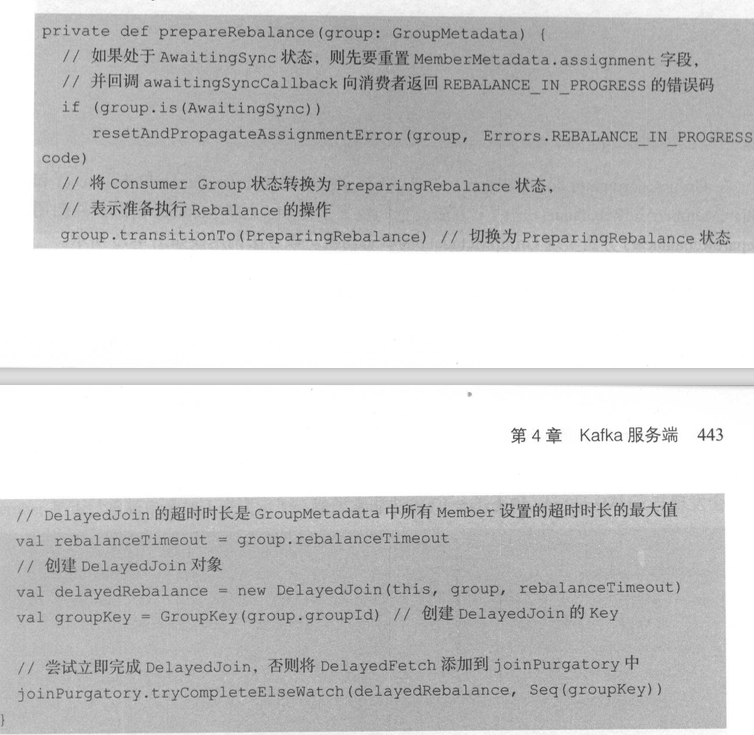 private def prepareRebalance(group: GroupMetadata) {
// 如果处于 AwaitingSync 状态，则先要重置 MemberMetadata.assignment 字段，
// 并回调 awaitingSyncCallback 向消费者返回 REBALANCE_IN_PROGRESS 的错误码
if (group.is(AwaitingSync))
resetAndPropagateAssignmentError(group, Errors.REBALANCE_IN_PROGRESS
code)
// 将 Consumer Group 状态转换为 PreparingRebalance 状态，
// 表示准备执行 Rebalance 的操作
group.transitionTo(PreparingRebalance) // 切换为 PreparingRebalance 状态
第 4 章 Kafka 服务端 443
// DelayedJoin 的超时时长是 GroupMetadata 中所有 Member 设置的超时时长的最大值
val rebalanceTimeout = group.rebalanceTimeout
// 创建 DelayedJoin 对象
val delayedRebalance = new DelayedJoin(this, group, rebalanceTimeout)
val groupKey = GroupKey(group.groupId) // 创建 DelayedJoin 的 Key
// 尝试立即完成 DelayedJoin，否则将 DelayedFetch 添加到 joinPurgatory 中
joinPurgatory.tryCompleteElseWatch(delayedRebalance, Seq(groupKey))
}